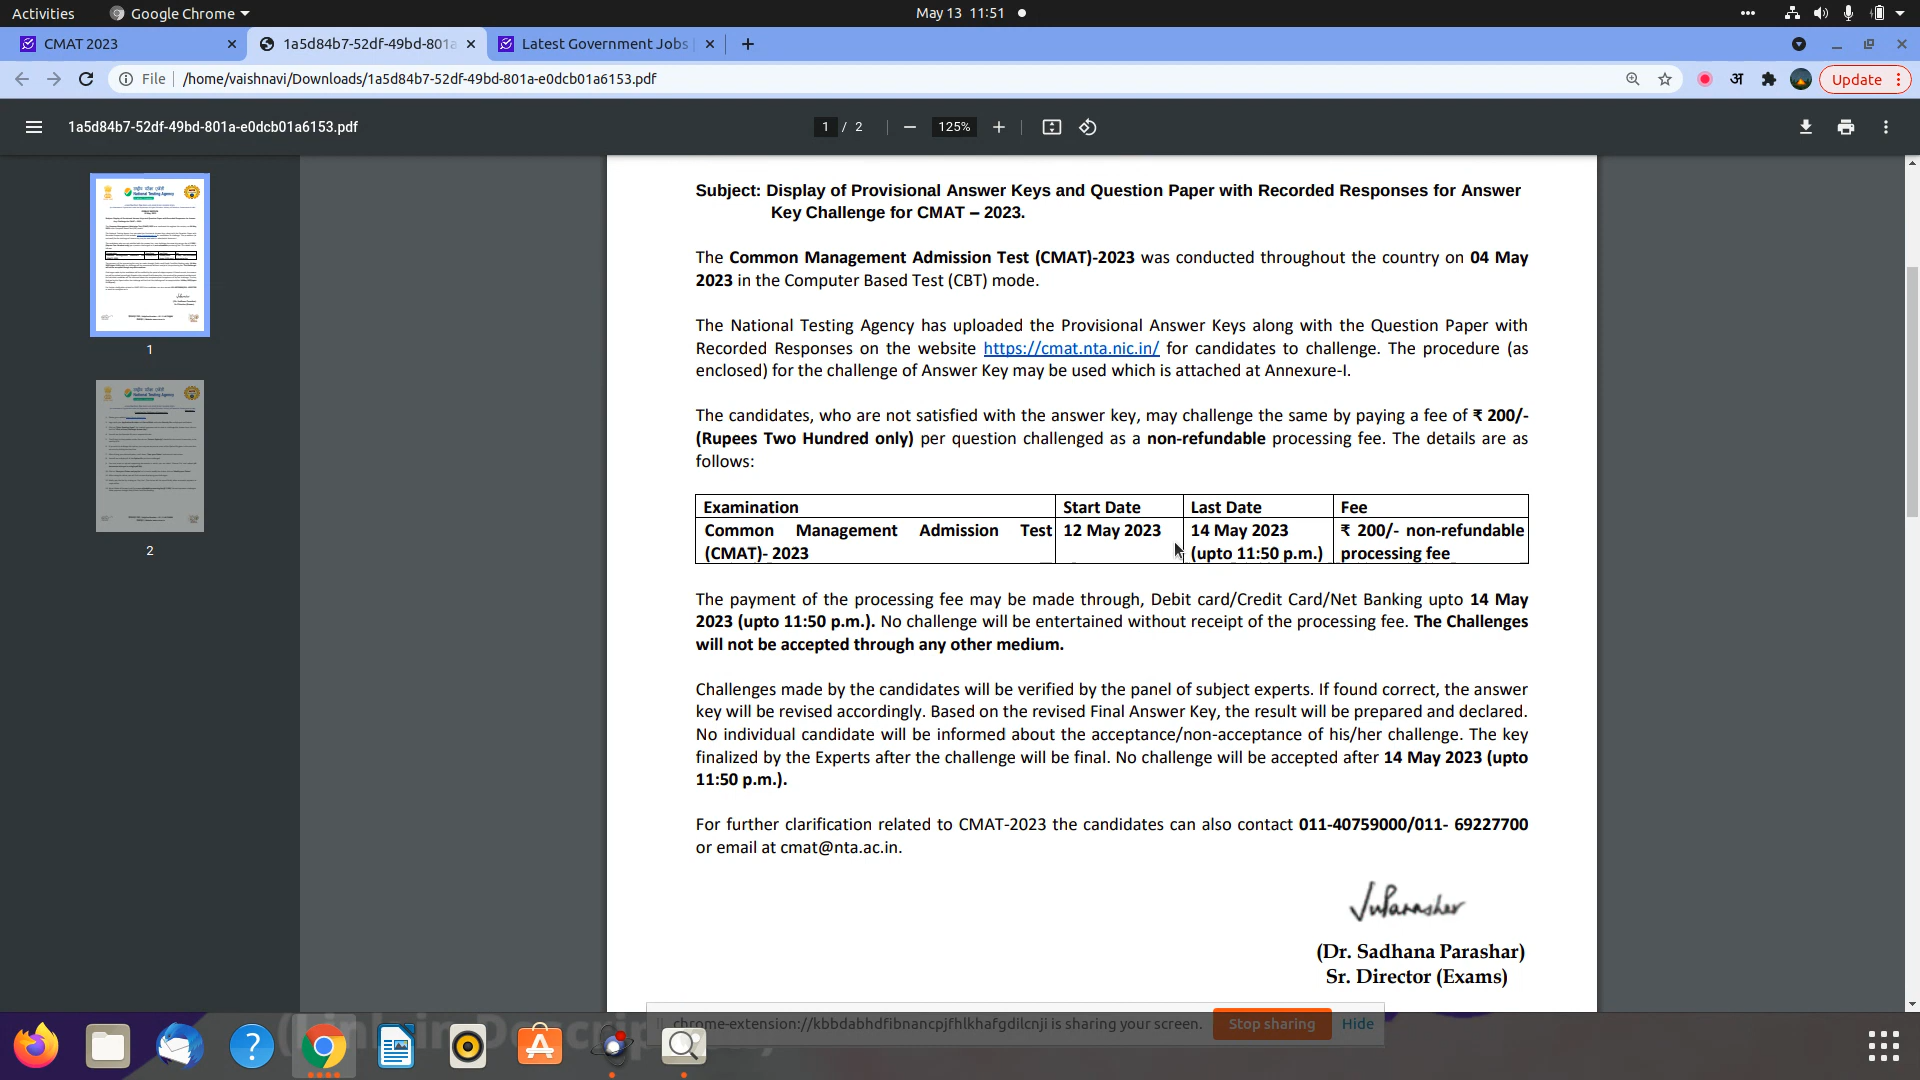 Activities Google Chrome May 13 11:51
CMAT 2023 1a5d84b7-52df-49bd-801a Latest Government Jobs
File /home/vaishnavi/Downloads/1a5d84b7-52df-49bd-801a-e0dcb01a6153.pdf अ Update
1a5d84b7-52df-49bd-801a-e0dcb01a6153.pdf 1 / 2 125%
1
2
Subject: Display of Provisional Answer Keys and Question Paper with Recorded Responses for Answer
Key Challenge for CMAT – 2023.
The Common Management Admission Test (CMAT)-2023 was conducted throughout the country on 04 May
2023 in the Computer Based Test (CBT) mode.
The National Testing Agency has uploaded the Provisional Answer Keys along with the Question Paper with
Recorded Responses on the website https://cmat.nta.nic.in/ for candidates to challenge. The procedure (as
enclosed) for the challenge of Answer Key may be used which is attached at Annexure-I.
The candidates, who are not satisfied with the answer key, may challenge the same by paying a fee of ₹ 200/-
(Rupees Two Hundred only) per question challenged as a non-refundable processing fee. The details are as
follows:
Examination Start Date Last Date Fee
Common Management Admission Test 12 May 2023 14 May 2023 ₹ 200/- non-refundable
(CMAT)- 2023 (upto 11:50 p.m.) processing fee
The payment of the processing fee may be made through, Debit card/Credit Card/Net Banking upto 14 May
2023 (upto 11:50 p.m.). No challenge will be entertained without receipt of the processing fee. The Challenges
will not be accepted through any other medium.
Challenges made by the candidates will be verified by the panel of subject experts. If found correct, the answer
key will be revised accordingly. Based on the revised Final Answer Key, the result will be prepared and declared.
No individual candidate will be informed about the acceptance/non-acceptance of his/her challenge. The key
finalized by the Experts after the challenge will be final. No challenge will be accepted after 14 May 2023 (upto
11:50 p.m.).
For further clarification related to CMAT-2023 the candidates can also contact 011-40759000/011- 69227700
or email at cmat@nta.ac.in.
(Dr. Sadhana Parashar)
Sr. Director (Exams)
chrome-extension://kbbdabhdfibnancpjfhlkhafgdilcnji is sharing your screen. Stop sharing Hide